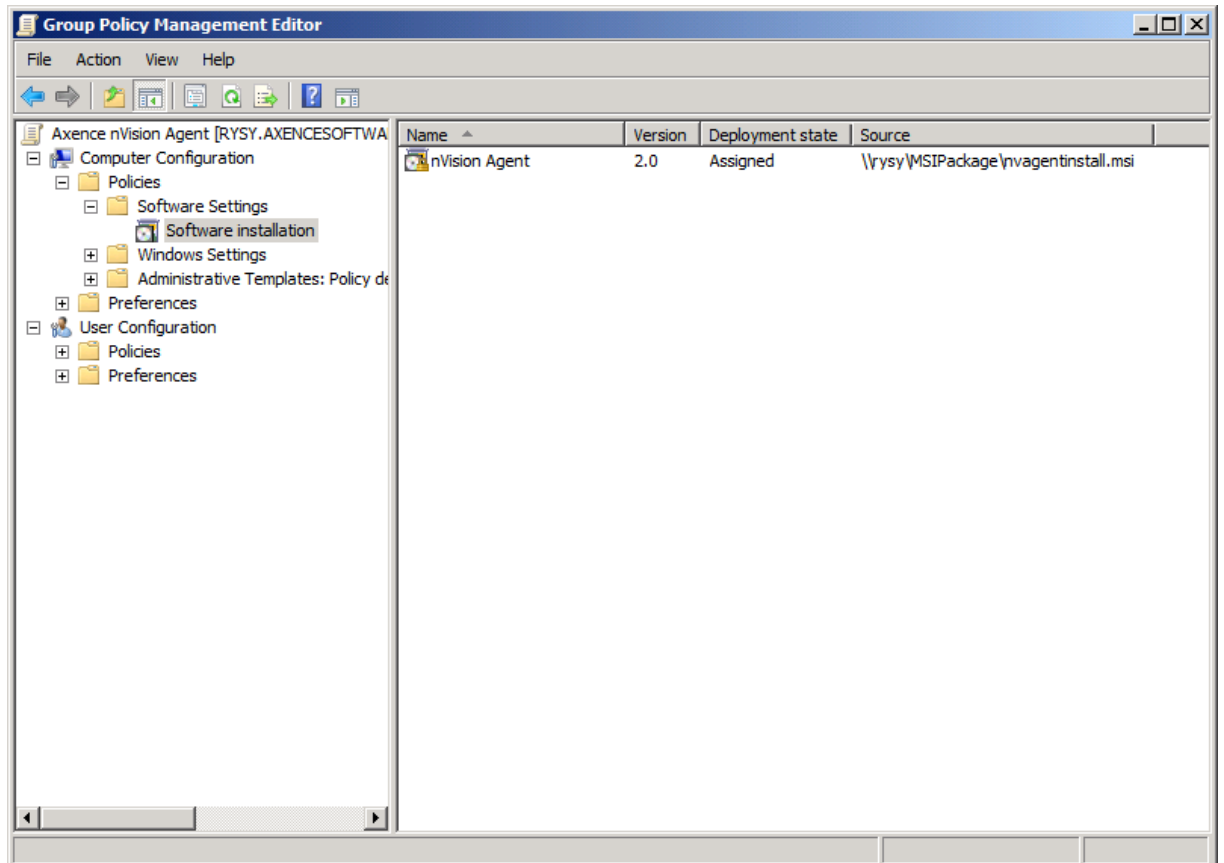 Group Policy Management Editor
File Action View Help
Axence nVision Agent [RYSY.AXENCESOFTWA
Computer Configuration
Policies
Software Settings
Software installation
Windows Settings
Administrative Templates: Policy de
Preferences
User Configuration
Policies
Preferences
Name Version Deployment state Source
nVision Agent 2.0 Assigned \\rysy\MSIPackage\nvagentinstall.msi